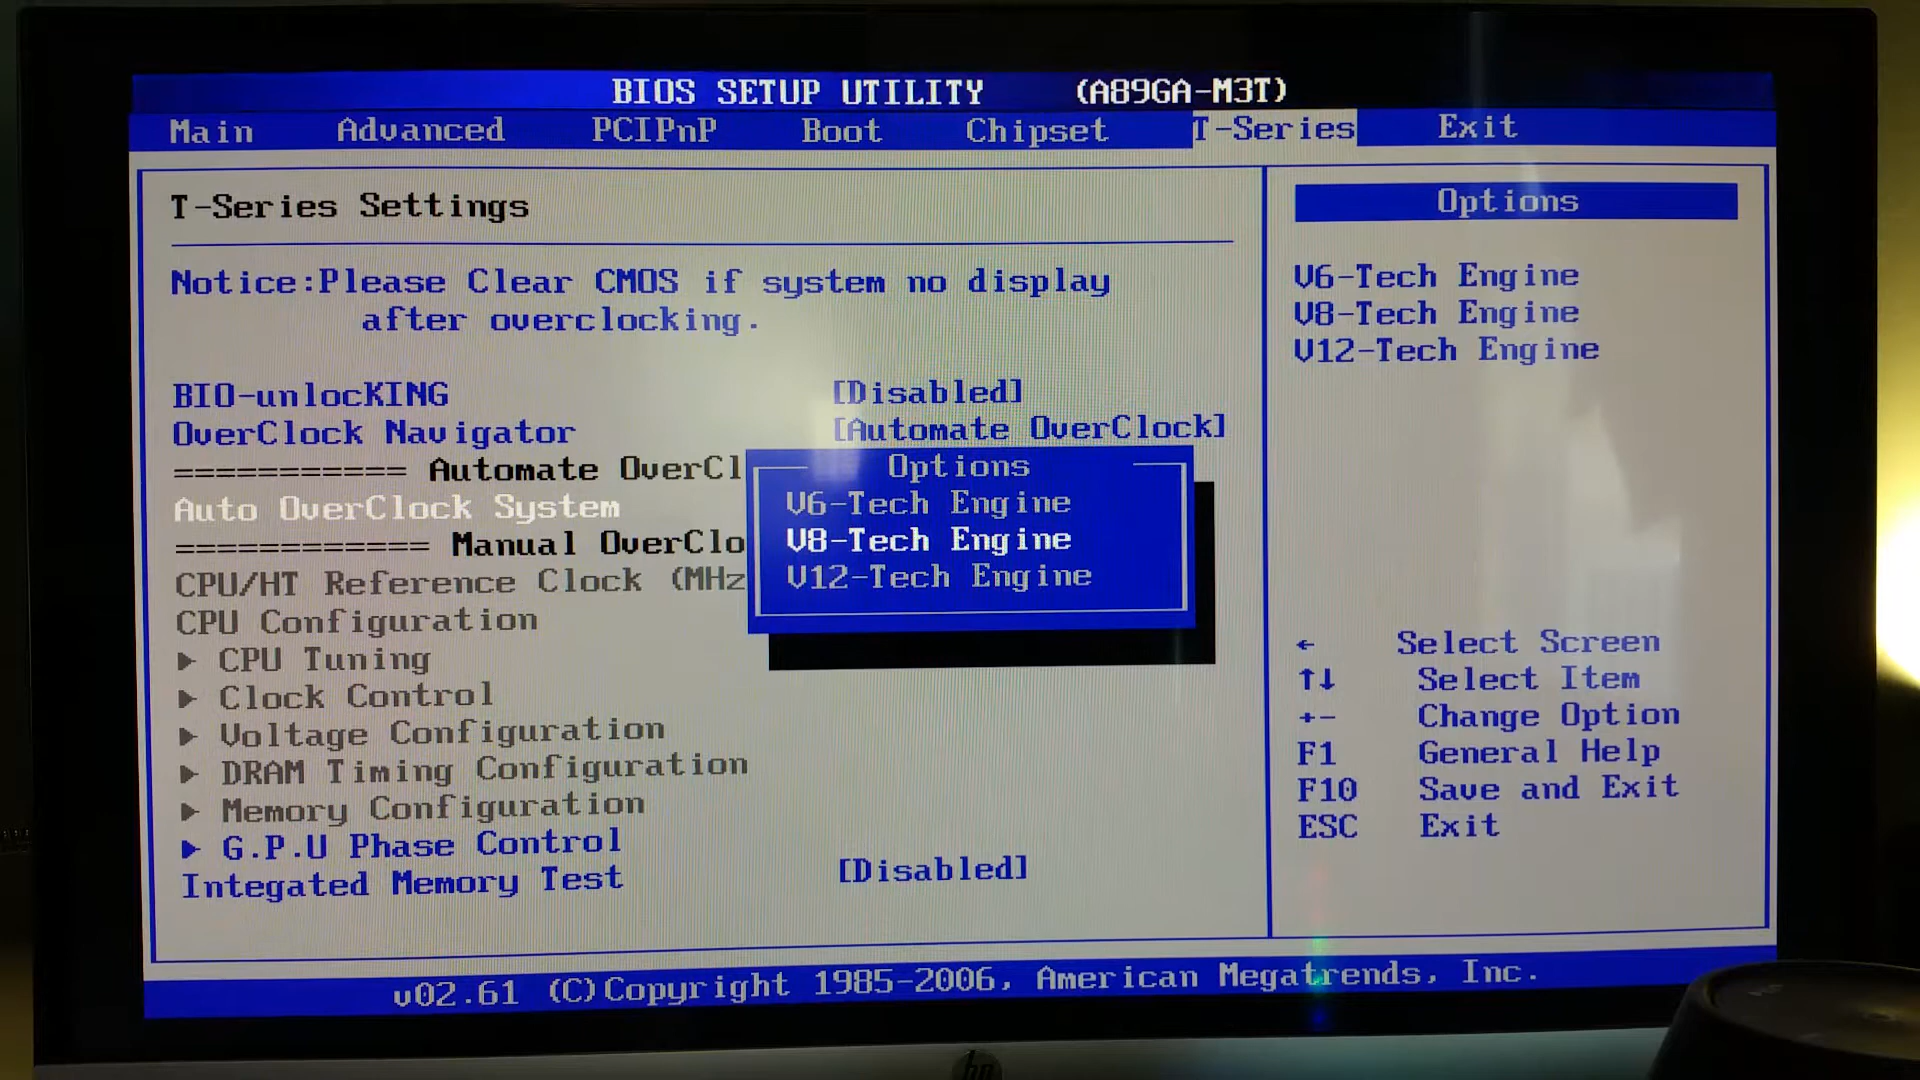 BIOS SETUP UTILITY (A89GA-M3T)
Main Advanced PCIPnP Boot Chipset T-Series Exit
T-Series Settings
Notice:Please Clear CMOS if system no display
after overclocking.
BIO-unlocKING [Disabled]
OverClock Navigator [Automate OverClock]
=========== Automate OverCl
Auto OverClock System
============ Manual OverClo
CPU/HT Reference Clock (MHz
CPU Configuration
▶ CPU Tuning
▶ Clock Control
▶ Voltage Configuration
▶ DRAM Timing Configuration
▶ Memory Configuration
▶ G.P.U Phase Control
Integated Memory Test [Disabled]
Options
V6-Tech Engine
V8-Tech Engine
V12-Tech Engine
Options
V6-Tech Engine
V8-Tech Engine
V12-Tech Engine
← Select Screen
↑↓ Select Item
+- Change Option
F1 General Help
F10 Save and Exit
ESC Exit
v02.61 (C)Copyright 1985-2006, American Megatrends, Inc.
hp